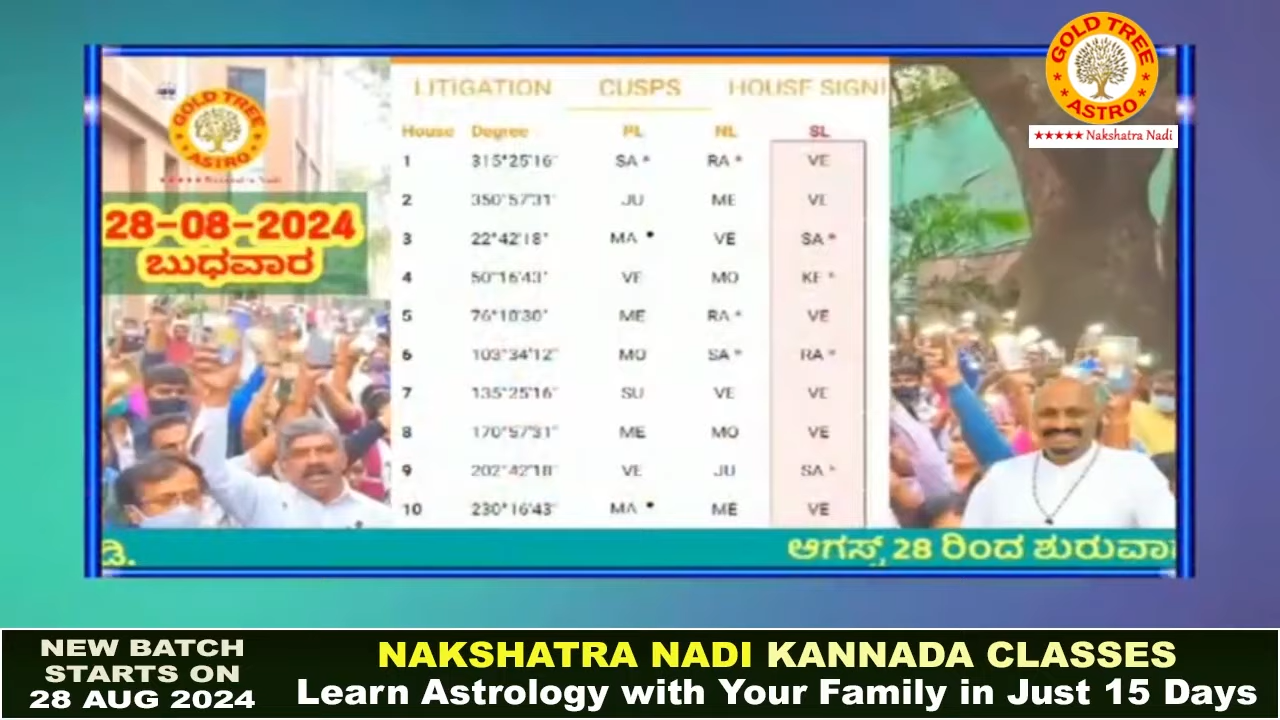 GOLD TREE
ASTRO
★★★★★ Nakshatra Nadi
GOLD TREE
ASTRO
28-08-2024
ಬುಧವಾರ
LITIGATION CUSPS HOUSE SIGNI
House Degree PL NL SL
1 315°25'16" SA * RA * VE
2 350°57'31" JU ME VE
3 22°42'18" MA * VE SA *
4 50°16'43" VE MO KE *
5 76°10'30" ME RA * VE
6 103°34'12" MO SA * RA *
7 135°25'16" SU VE VE
8 170°57'31" ME MO VE
9 202°42'18" VE JU SA *
10 230°16'43" MA * ME VE
ಡಿ. ಆಗಸ್ಟ್ 28 ರಿಂದ ಶುರುವಾ
NEW BATCH
STARTS ON
28 AUG 2024
NAKSHATRA NADI KANNADA CLASSES
Learn Astrology with Your Family in Just 15 Days